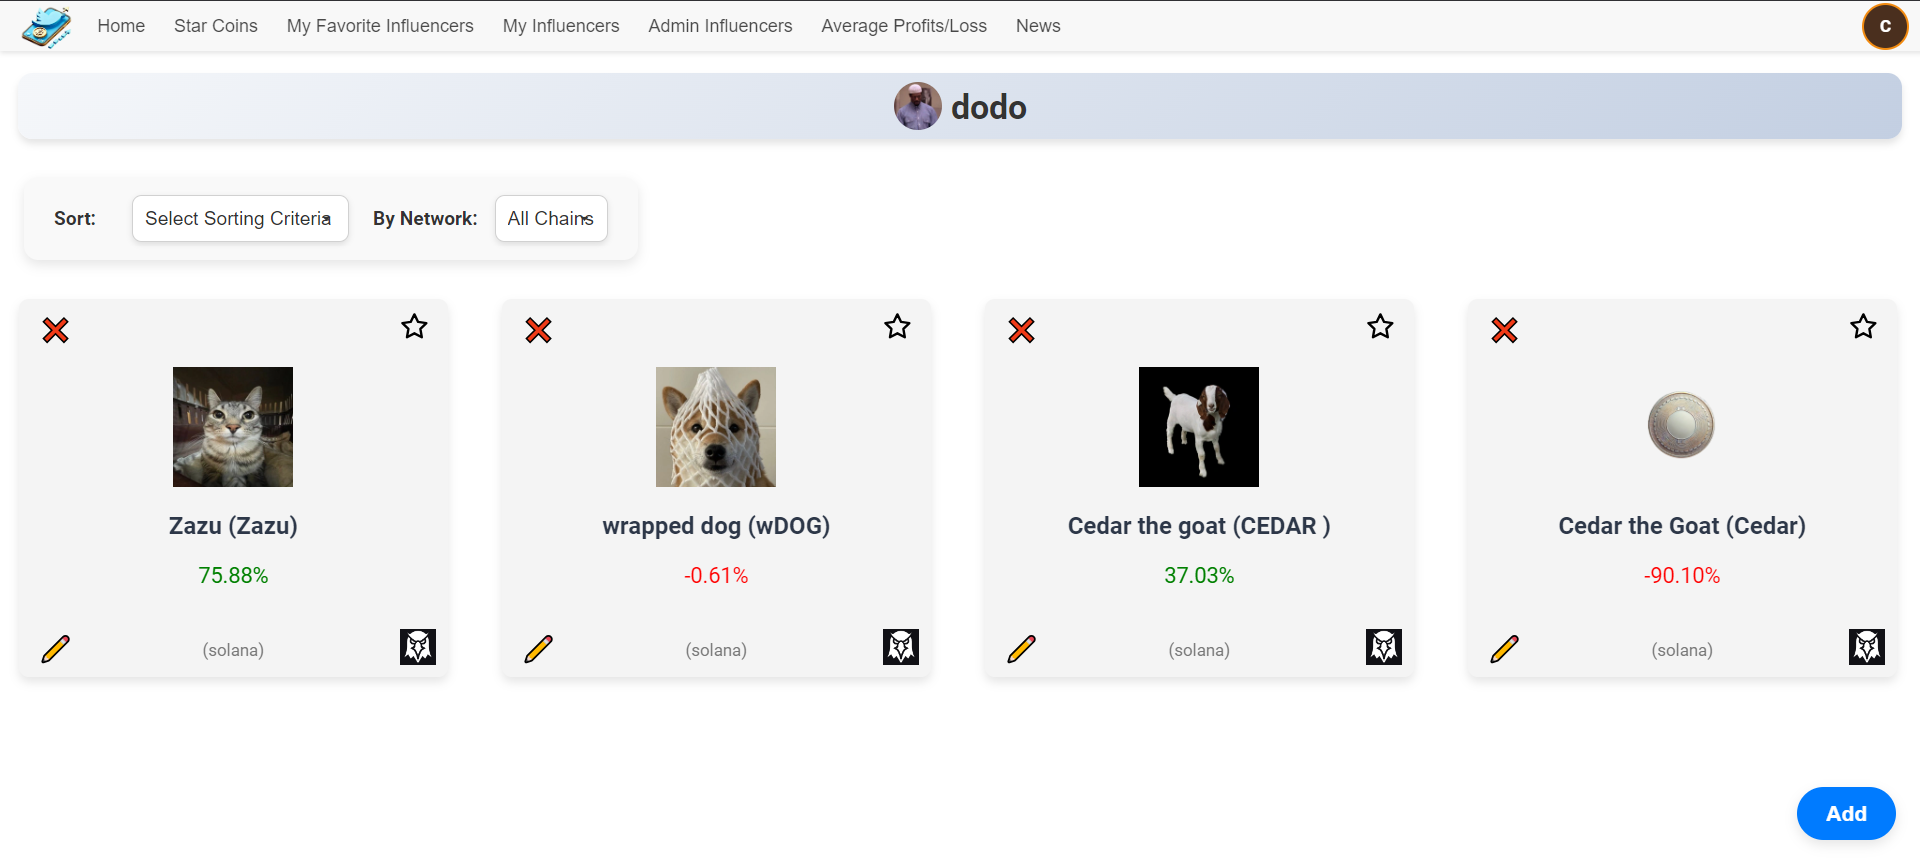 Home Star Coins My Favorite Influencers My Influencers Admin Influencers Average Profits/Loss News C
dodo
Sort: Select Sorting Criteria By Network: All Chains
Zazu (Zazu)
75.88%
(solana)
wrapped dog (wDOG)
-0.61%
(solana)
Cedar the goat (CEDAR )
37.03%
(solana)
Cedar the Goat (Cedar)
-90.10%
(solana)
Add